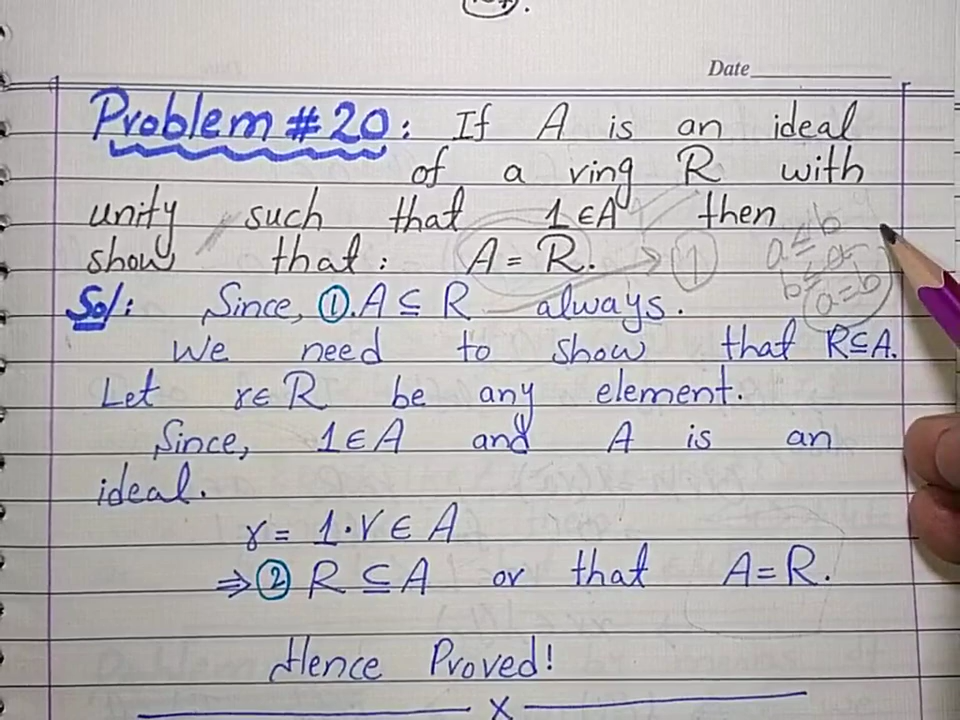 Date
Problem #20: If A is an ideal
of a ring R with
unity such that 1∈A then
show that: A = R. → ①
a ≤ b
b ≤ a
a = b
Sol: Since, ①. A ⊆ R always.
We need to show that R⊆A.
Let r∈R be any element.
Since, 1∈A and A is an
ideal.
r = 1·r ∈ A
⇒ ② R ⊆ A or that A=R.
Hence Proved!
x